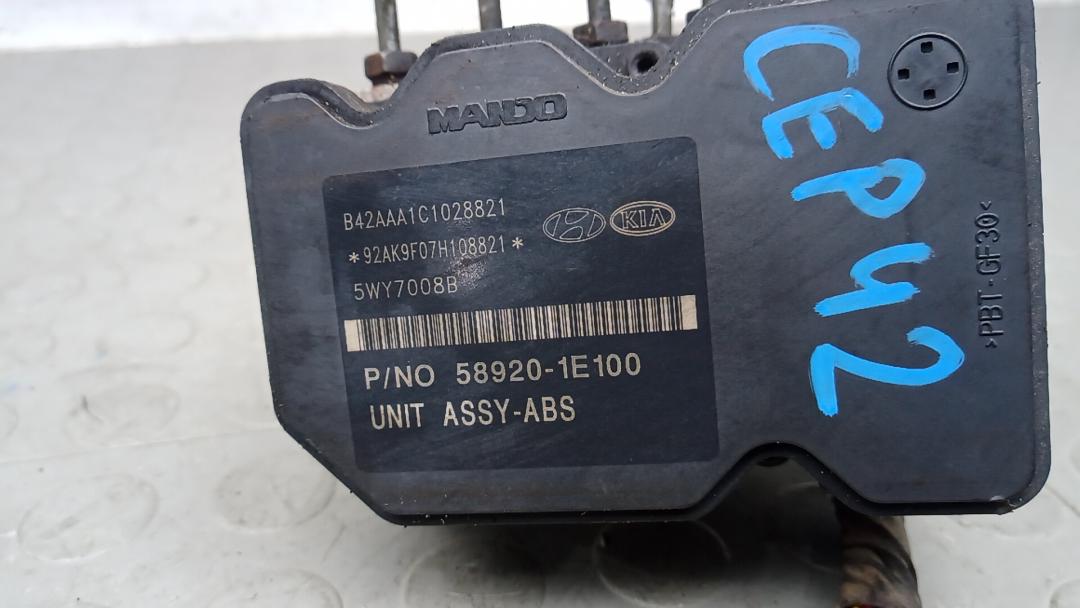 MANDO
B42AAA1C1028821
KIA
*92AK9F07H108821*
5WY7008B
P/NO 58920-1E100
UNIT ASSY-ABS
CEP42
>PBT-GF30<